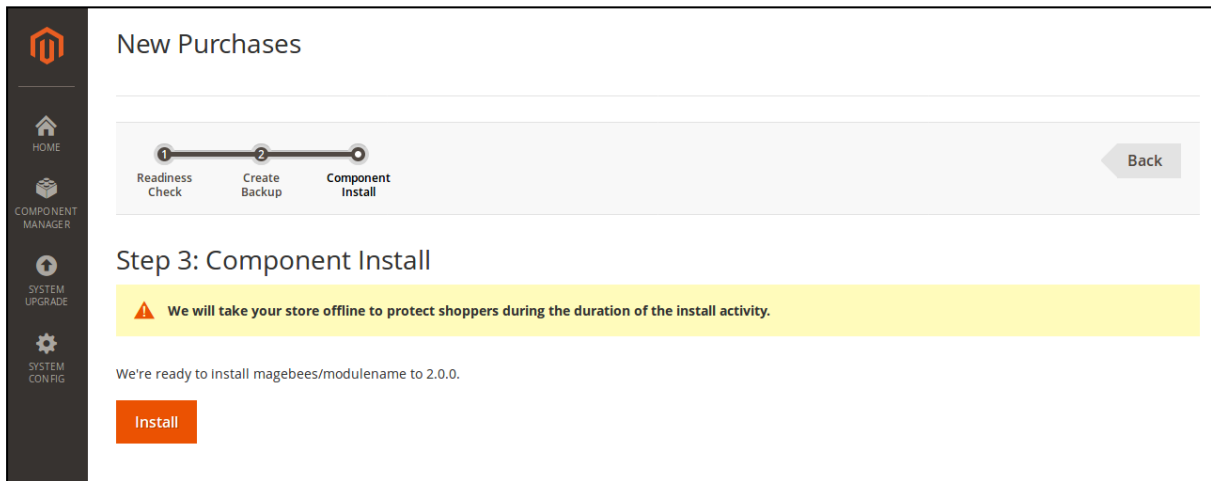 New Purchases
HOME
COMPONENT
MANAGER
SYSTEM
UPGRADE
SYSTEM
CONFIG
1
2
Readiness
Check
Create
Backup
Component
Install
Back
Step 3: Component Install
We will take your store offline to protect shoppers during the duration of the install activity.
We're ready to install magebees/modulename to 2.0.0.
Install